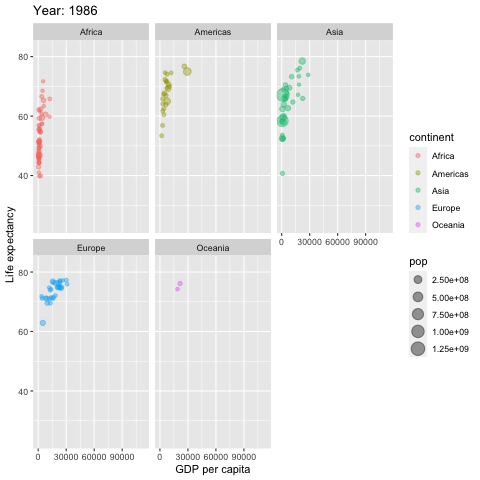 Year: 1986
Africa
Americas
Asia
80
60
40
0
30000
60000
90000
Europe
Oceania
80
60
40
0
30000
60000
90000
0
30000
60000
90000
GDP per capita
Life expectancy
continent
Africa
Americas
Asia
Europe
Oceania
pop
2.50e+08
5.00e+08
7.50e+08
1.00e+09
1.25e+09